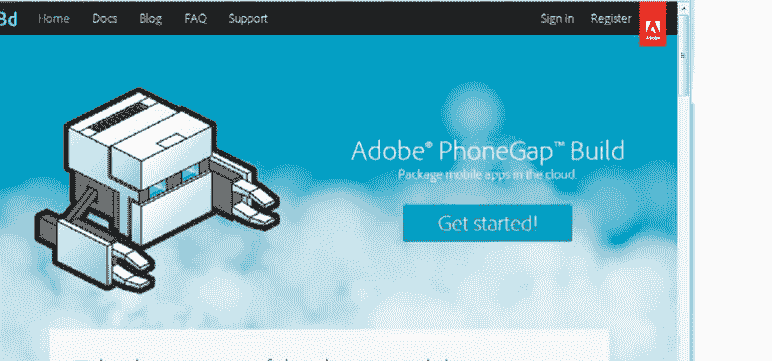 Bd Home Docs Blog FAQ Support Sign in Register
Adobe
Adobe® PhoneGap™ Build
Package mobile apps in the cloud
Get started!